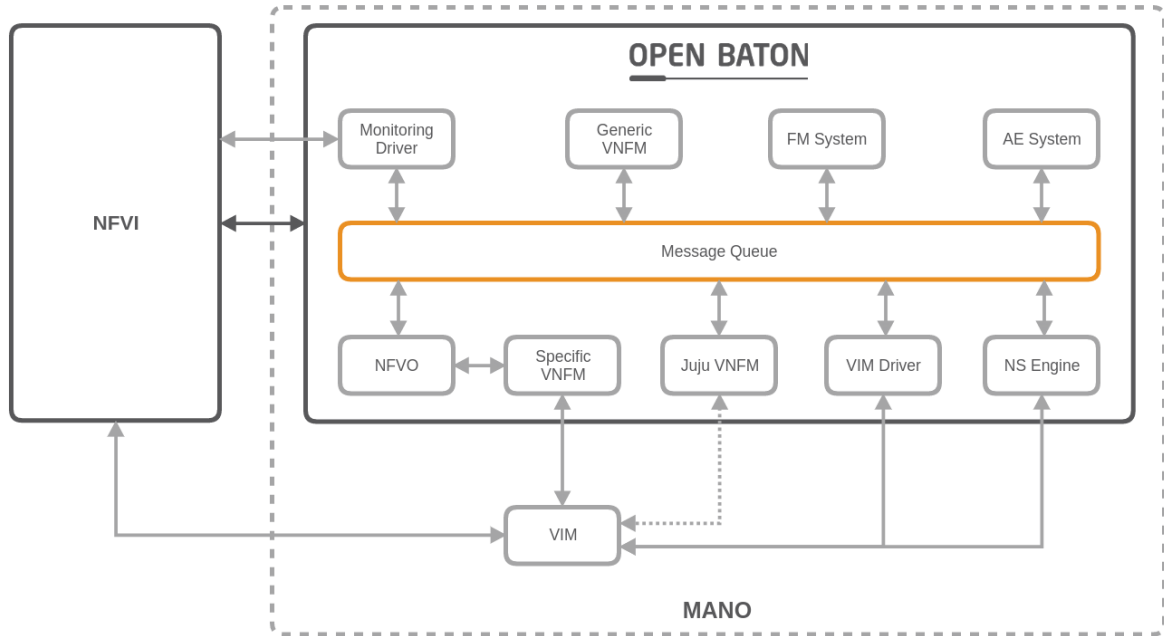 OPEN BATON
Monitoring
Driver
Generic
VNFM
FM System
AE System
NFVI
Message Queue
NFVO
Specific
VNFM
Juju VNFM
VIM Driver
NS Engine
VIM
MANO